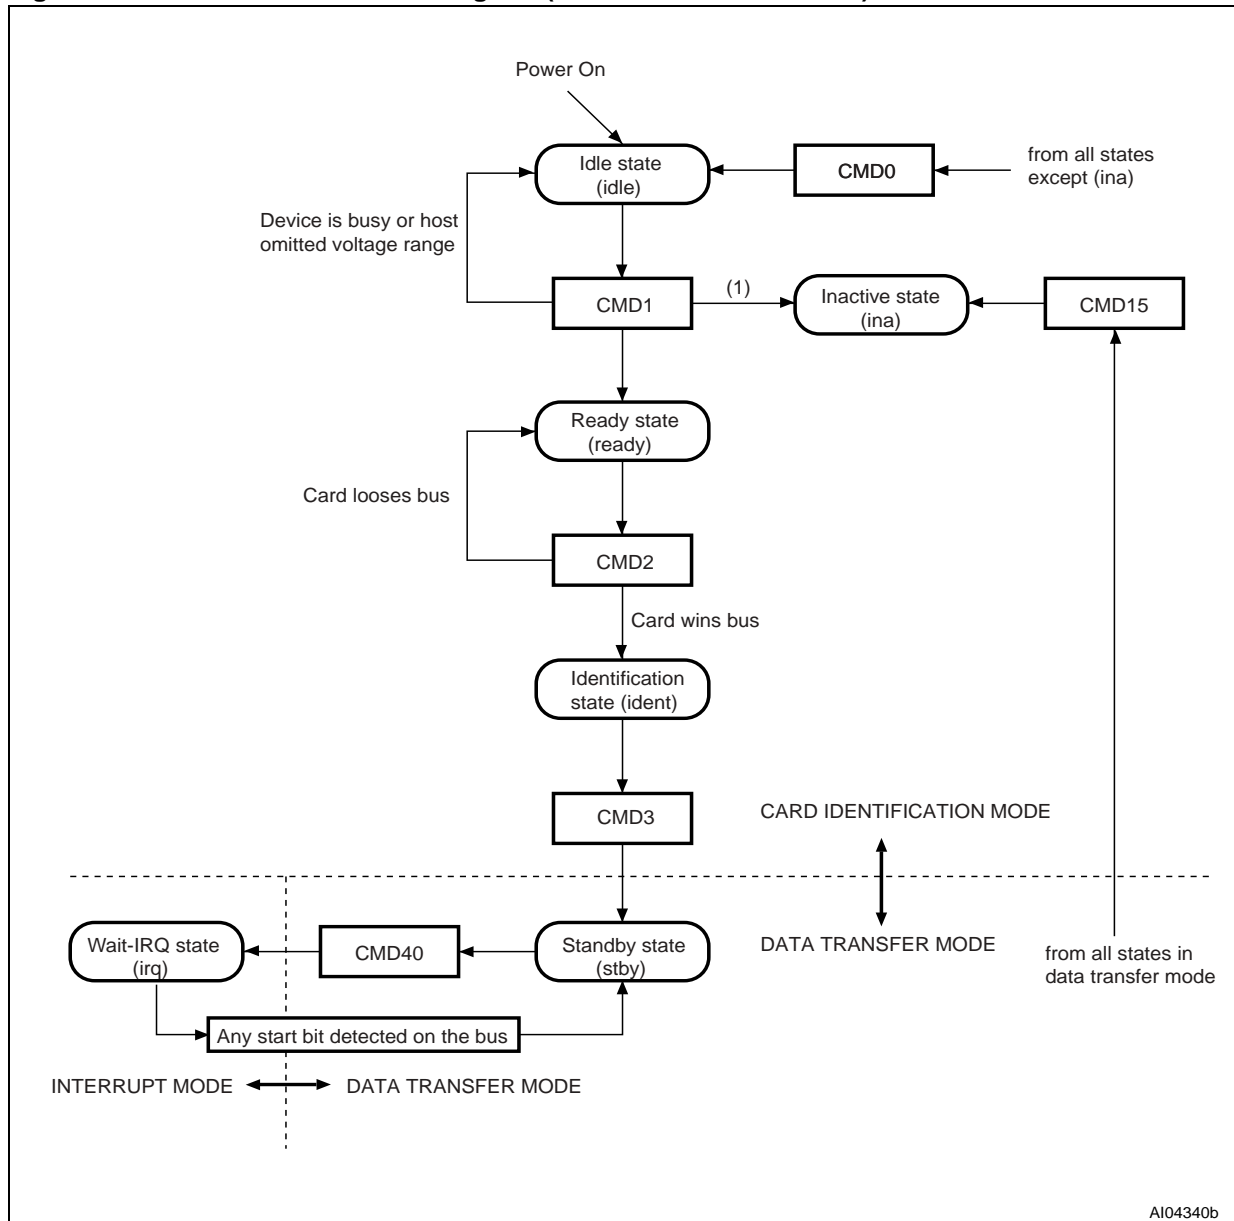 Power On
Idle state
(idle)
CMD0
from all states
except (ina)
Device is busy or host
omitted voltage range
CMD1
(1)
Inactive state
(ina)
CMD15
Ready state
(ready)
Card looses bus
CMD2
Card wins bus
Identification
state (ident)
CMD3
CARD IDENTIFICATION MODE
Wait-IRQ state
(irq)
CMD40
Standby state
(stby)
DATA TRANSFER MODE
from all states in
data transfer mode
Any start bit detected on the bus
INTERRUPT MODE
DATA TRANSFER MODE
AI04340b